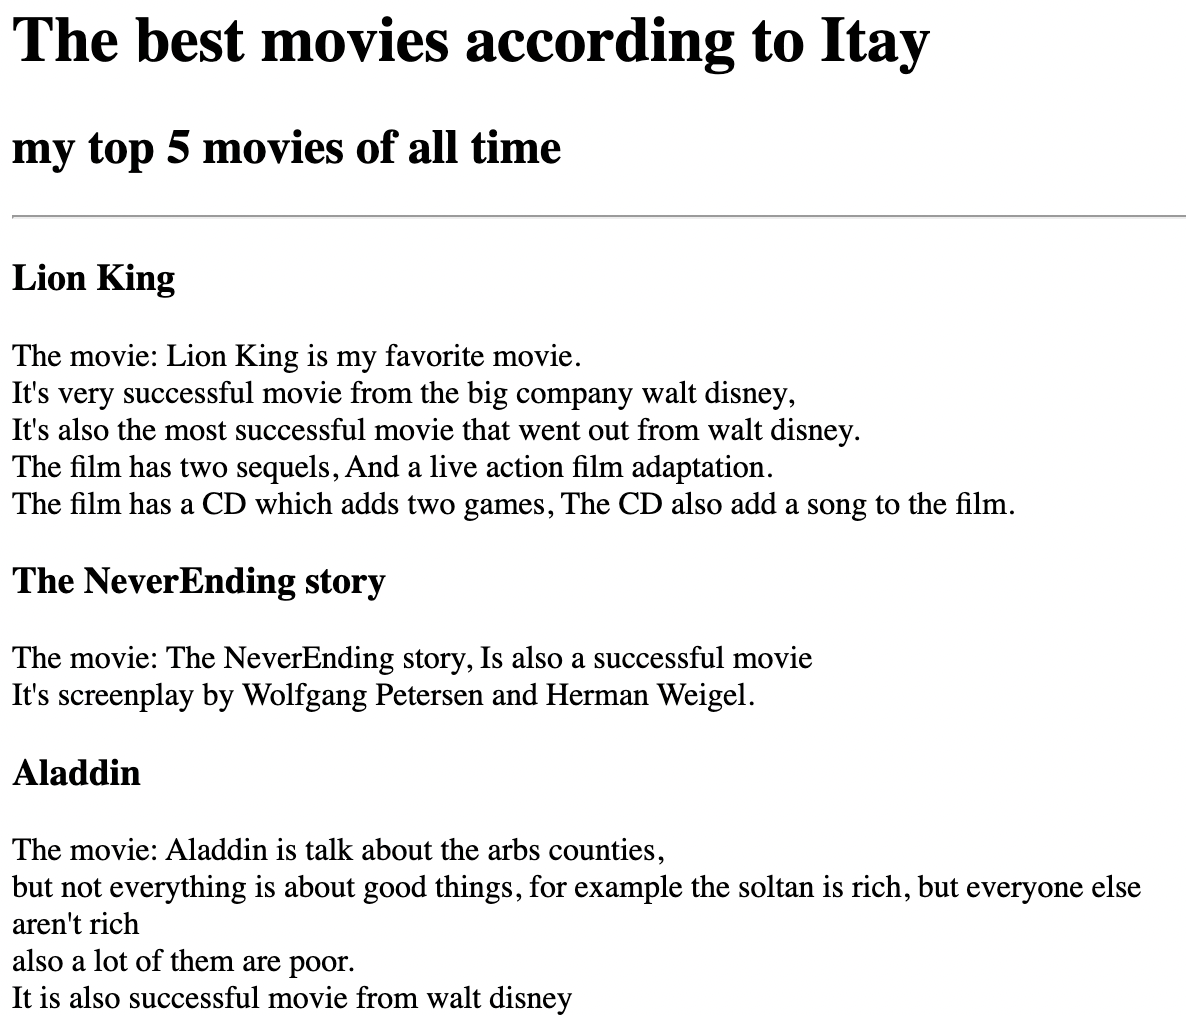 The best movies according to Itay
my top 5 movies of all time
Lion King
The movie: Lion King is my favorite movie.
It's very successful movie from the big company walt disney,
It's also the most successful movie that went out from walt disney.
The film has two sequels, And a live action film adaptation.
The film has a CD which adds two games, The CD also add a song to the film.
The NeverEnding story
The movie: The NeverEnding story, Is also a successful movie
It's screenplay by Wolfgang Petersen and Herman Weigel.
Aladdin
The movie: Aladdin is talk about the arbs counties,
but not everything is about good things, for example the soltan is rich, but everyone else
aren't rich
also a lot of them are poor.
It is also successful movie from walt disney